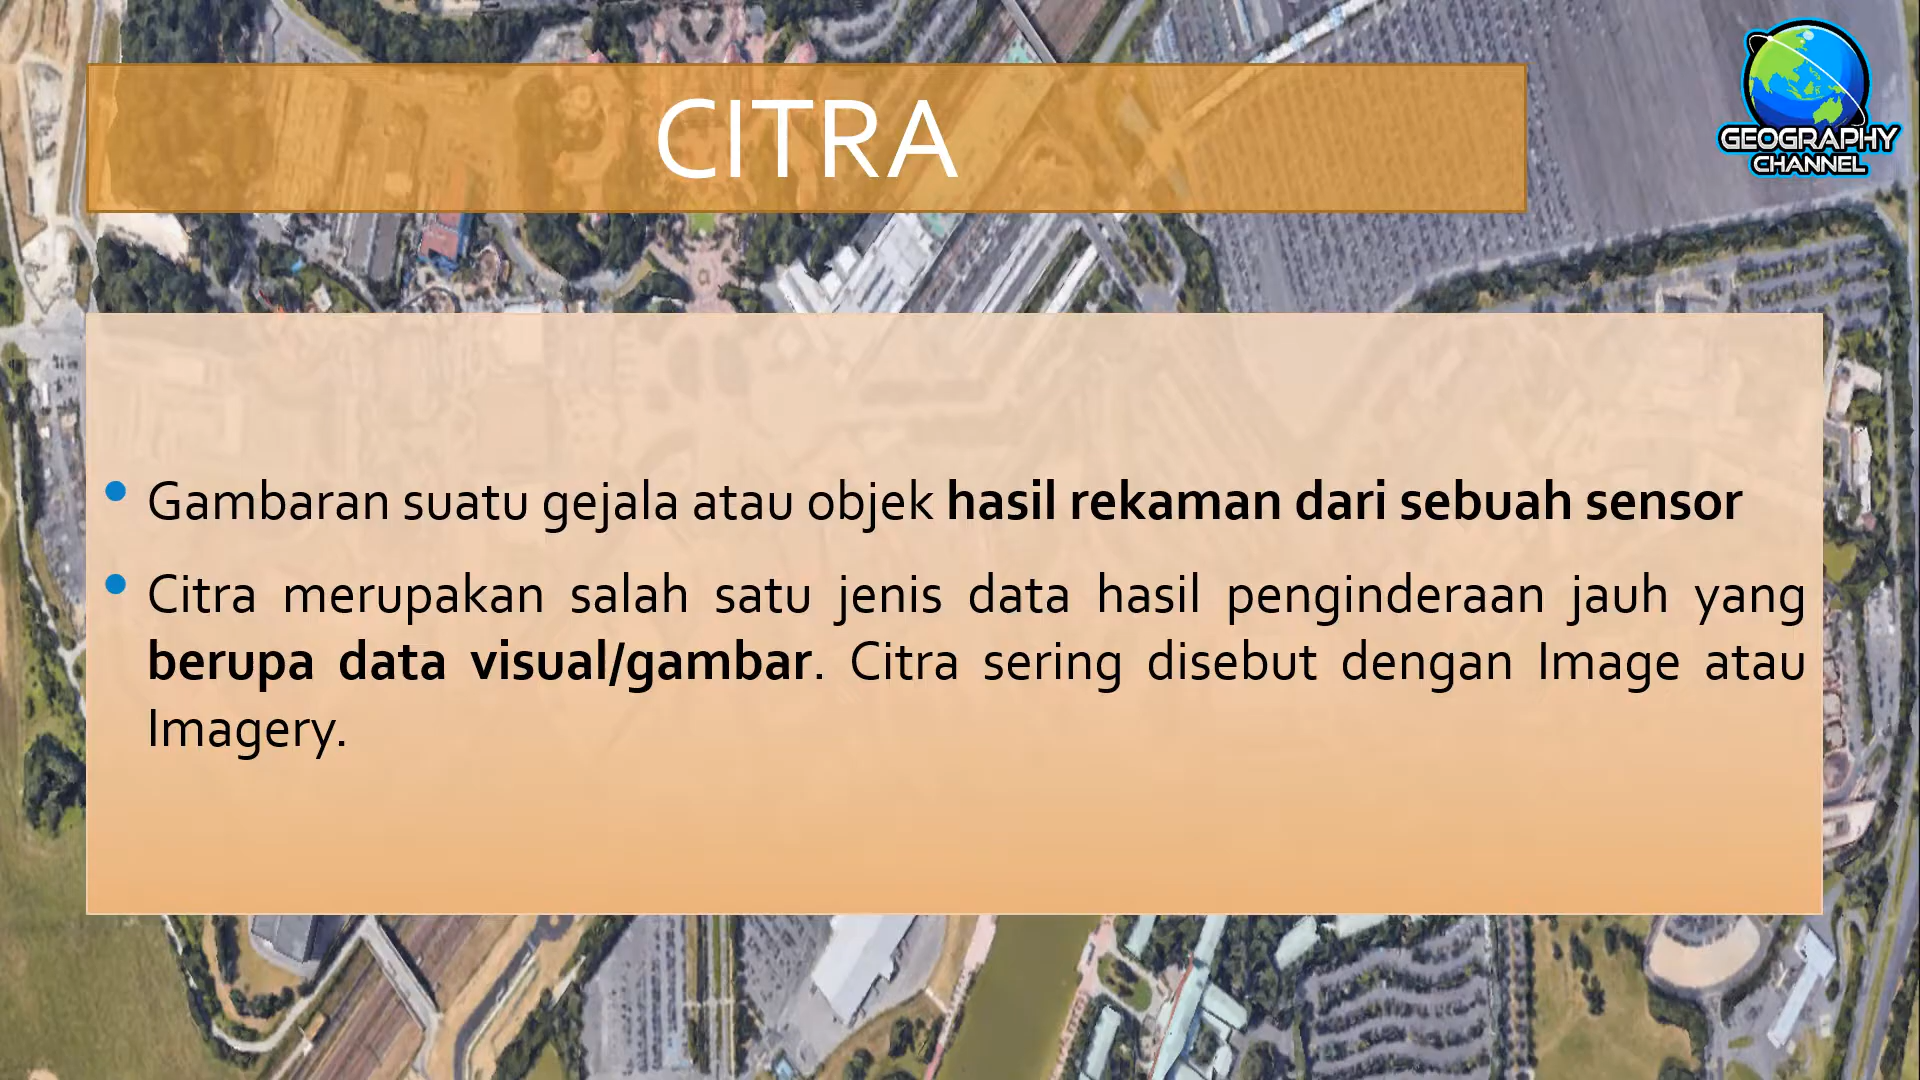 CITRA
GEOGRAPHY
CHANNEL
• Gambaran suatu gejala atau objek hasil rekaman dari sebuah sensor
• Citra merupakan salah satu jenis data hasil penginderaan jauh yang
berupa data visual/gambar. Citra sering disebut dengan Image atau
Imagery.